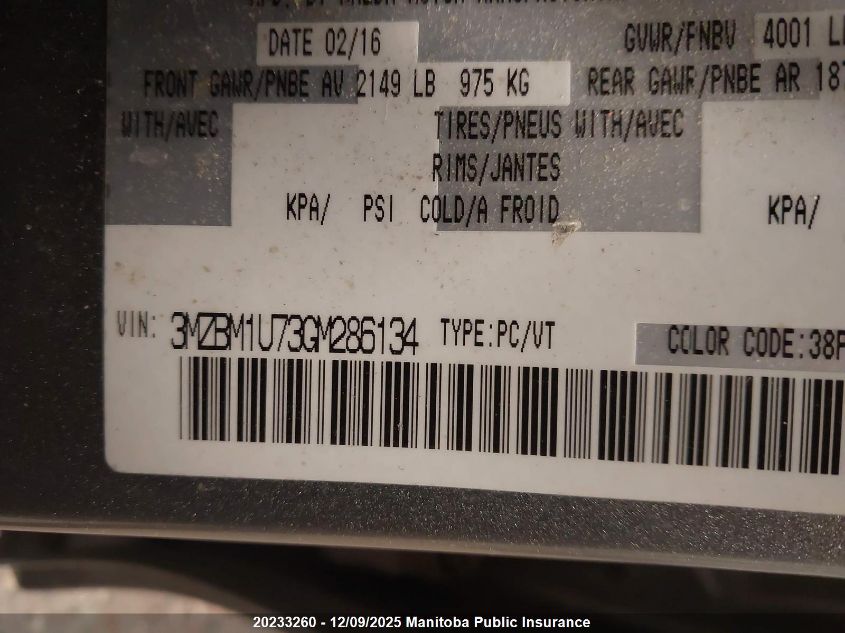 DATE 02/16
GVWR/PNBV 4001 L
FRONT GAWR/PNBE AV 2149 LB 975 KG REAR GAWR/PNBE AR 187
WITH/AVEC TIRES/PNEUS WITH/AVEC
RIMS/JANTES
KPA/ PSI COLD/A FROID KPA/
VIN: 3MZBM1U73GM286134 TYPE:PC/VT COLOR CODE:38P
20233260 - 12/09/2025 Manitoba Public Insurance